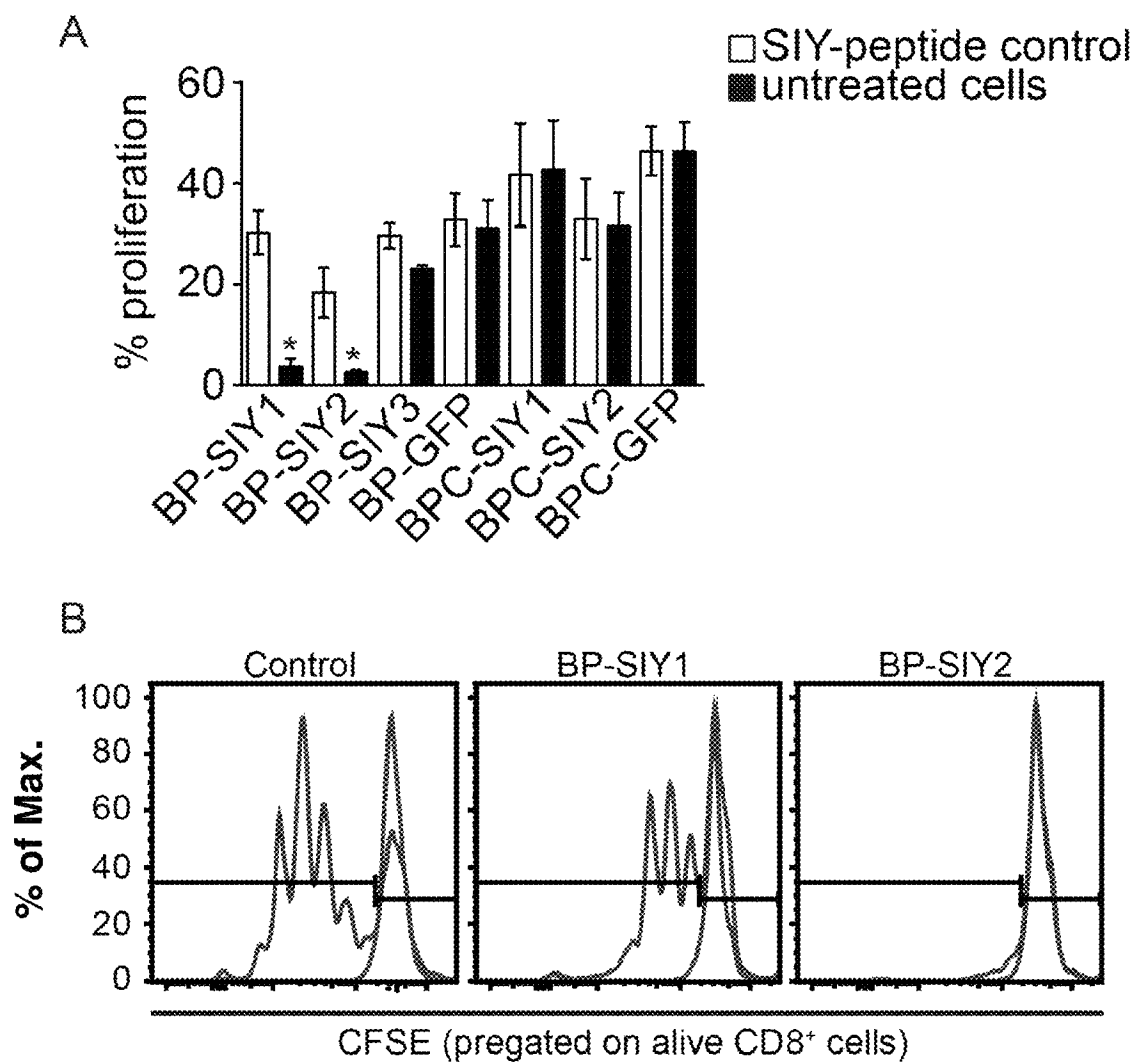 A
SIY-peptide control
untreated cells
% proliferation
60
40
20
0
*
*
BP-SIY1
BP-SIY2
BP-SIY3
BP-GFP
BPC-SIY1
BPC-SIY2
BPC-GFP
B
Control
BP-SIY1
BP-SIY2
% of Max.
100
80
60
40
20
0
CFSE (pregated on alive CD8⁺ cells)